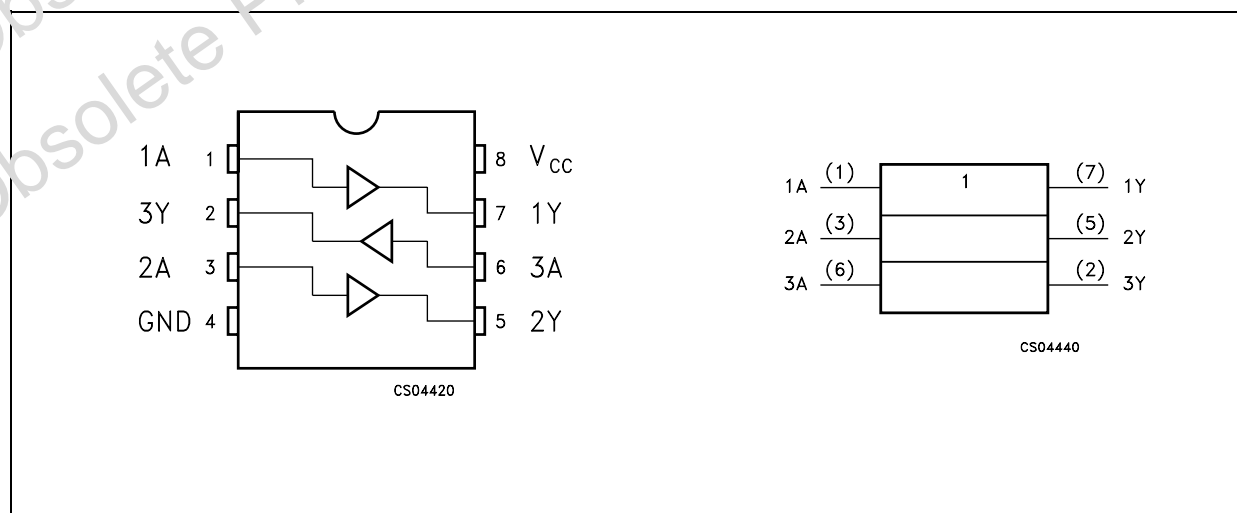 Obsolete P
1A 1 8 VCC
3Y 2 7 1Y
2A 3 6 3A
GND 4 5 2Y
CS04420
1
1A (1) (7) 1Y
2A (3) (5) 2Y
3A (6) (2) 3Y
CS04440